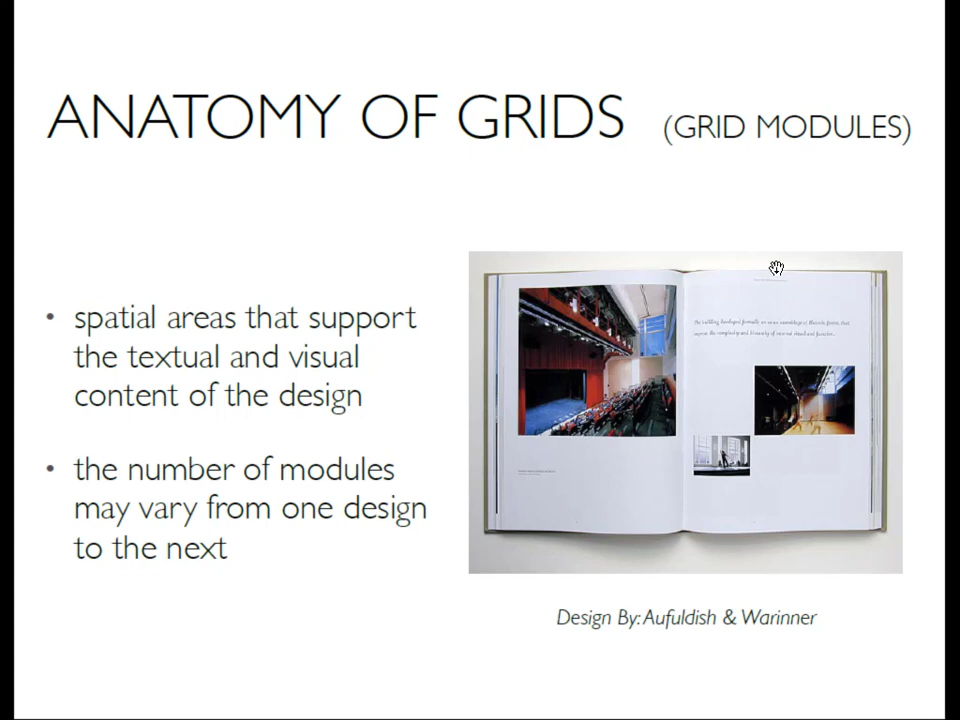 ANATOMY OF GRIDS (GRID MODULES)
• spatial areas that support
the textual and visual
content of the design
• the number of modules
may vary from one design
to the next
Design By: Aufuldish & Warinner